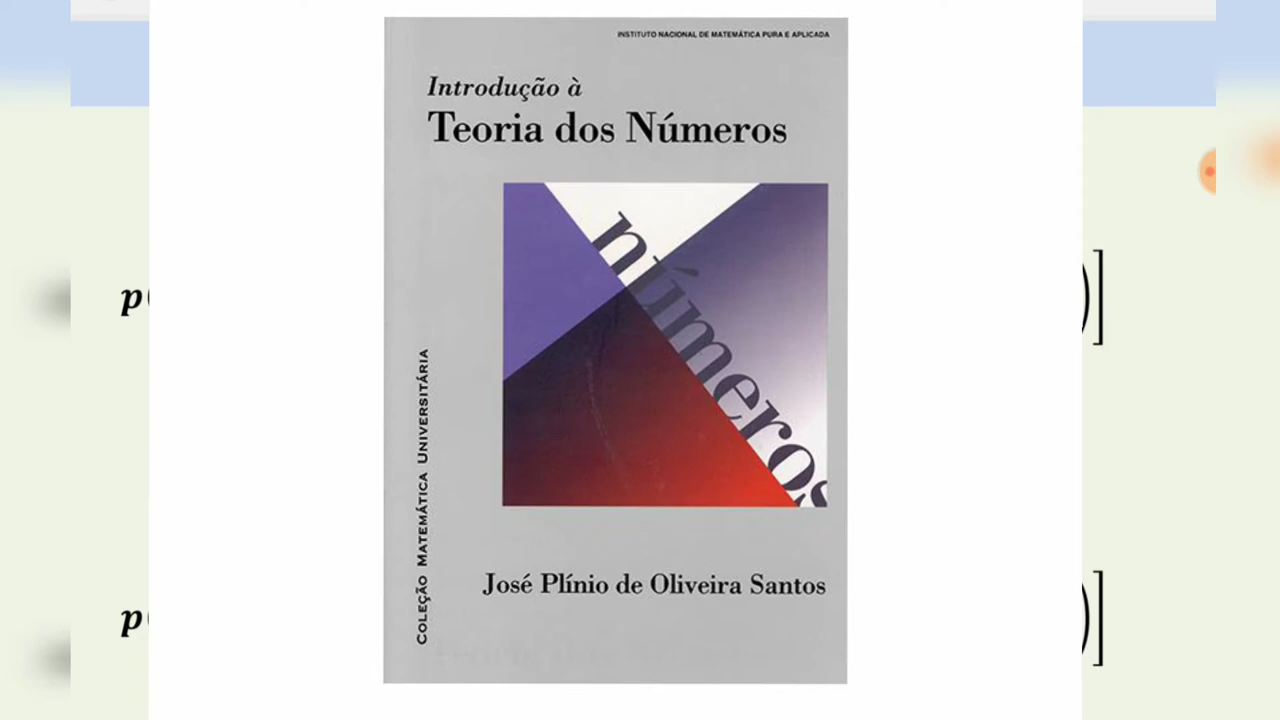 INSTITUTO NACIONAL DE MATEMÁTICA PURA E APLICADA
Introdução à
Teoria dos Números
números
COLEÇÃO MATEMÁTICA UNIVERSITÁRIA
José Plínio de Oliveira Santos
p )]
p )]